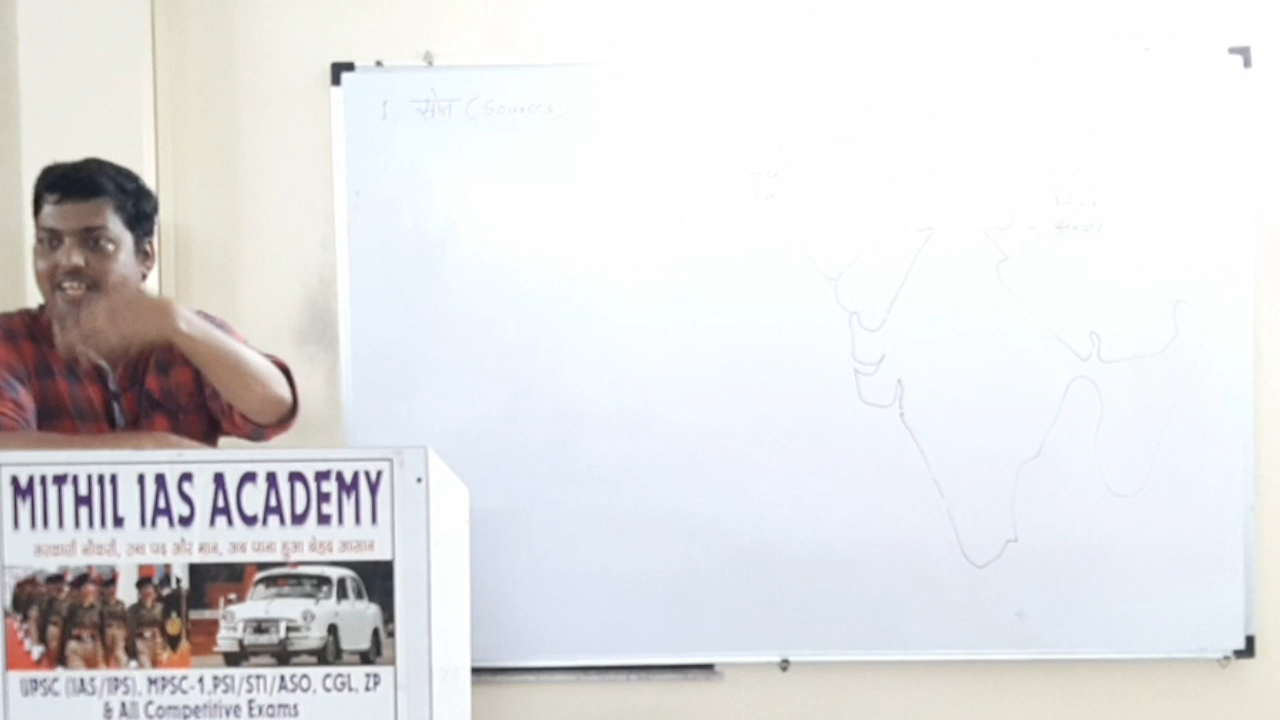 1 स्रोत (Sources)
MITHIL IAS ACADEMY
सरकारी नौकरी, उच्च पद और मान, अब पाना हुआ बेहद आसान
UPSC (IAS/IPS), MPSC-1,PSI/STI/ASO, CGL, ZP
& All Competitive Exams